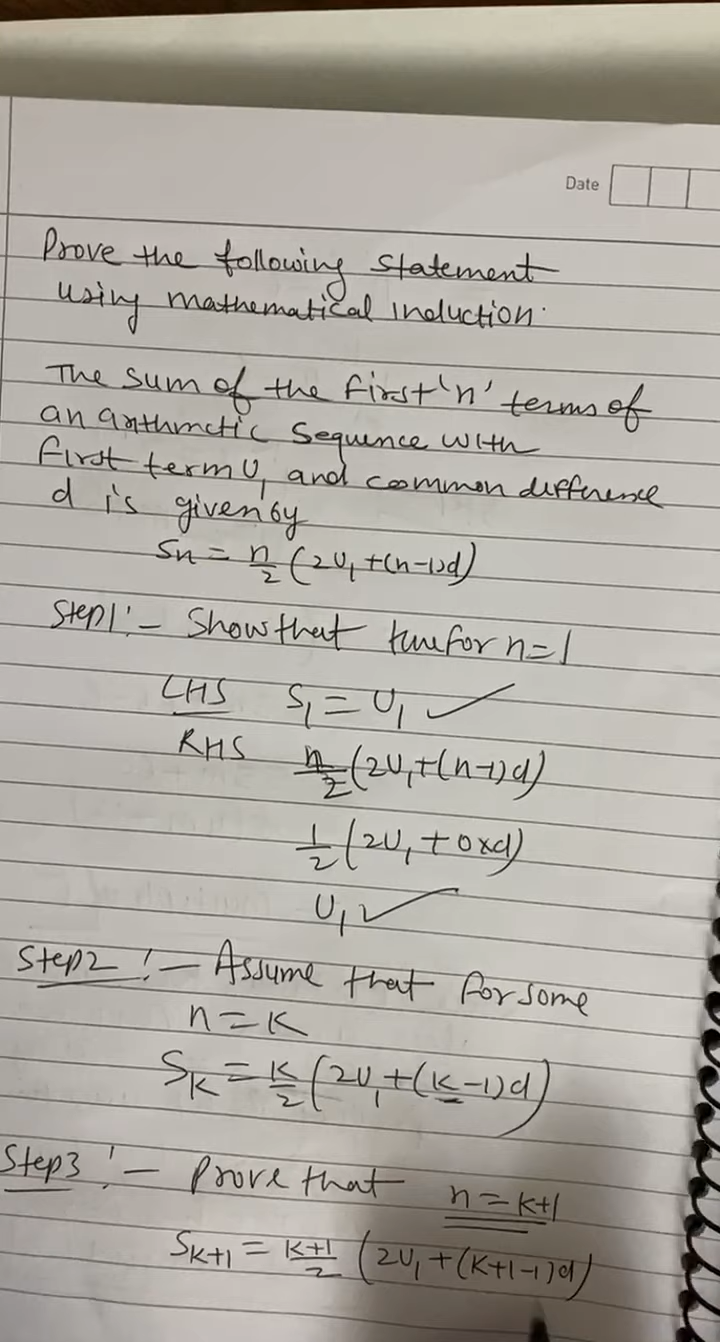 Date
Prove the following Statement
using mathematical induction.
The sum of the first 'n' terms of
an arithmetic Sequence with
first term U₁ and common difference
d is given by
Sn = n/2 (2U₁ + (n-1)d)
Step1:- Show that true for n=1
LHS S₁ = U₁ ✓
RHS n/2 (2U₁ + (n-1)d)
1/2 (2U₁ + 0xd)
U₁ ✓
Step2:- Assume that for some
n = K
SK = K/2 (2U₁ + (K-1)d)
Step3:- Prove that n = K+1
SK+1 = K+1/2 (2U₁ + (K+1-1)d)